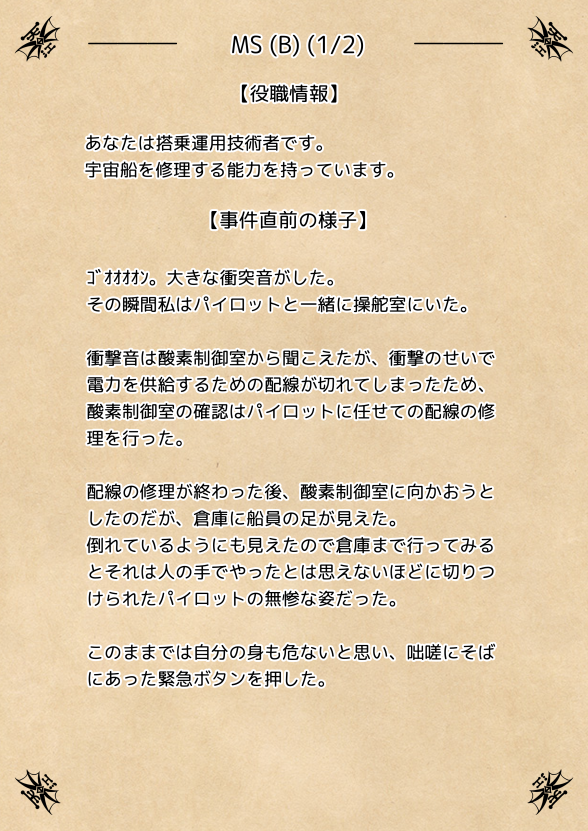 MS (B) (1/2)
【役職情報】
あなたは搭乗運用技術者です。
宇宙船を修理する能力を持っています。
【事件直前の様子】
ｺﾞｵｵｵｵﾝ。大きな衝突音がした。
その瞬間私はパイロットと一緒に操舵室にいた。
衝撃音は酸素制御室から聞こえたが、衝撃のせいで
電力を供給するための配線が切れてしまったため、
酸素制御室の確認はパイロットに任せての配線の修
理を行った。
配線の修理が終わった後、酸素制御室に向かおうと
したのだが、倉庫に船員の足が見えた。
倒れているようにも見えたので倉庫まで行ってみる
とそれは人の手でやったとは思えないほどに切りつ
けられたパイロットの無惨な姿だった。
このままでは自分の身も危ないと思い、咄嗟にそば
にあった緊急ボタンを押した。